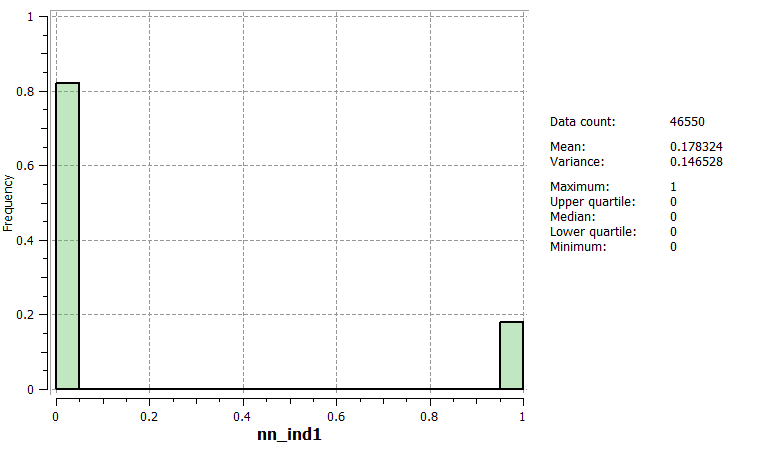 1
0.8
0.6
0.4
0.2
0
Frequency
0 0.2 0.4 0.6 0.8 1
nn_ind1
Data count: 46550
Mean: 0.178324
Variance: 0.146528
Maximum: 1
Upper quartile: 0
Median: 0
Lower quartile: 0
Minimum: 0